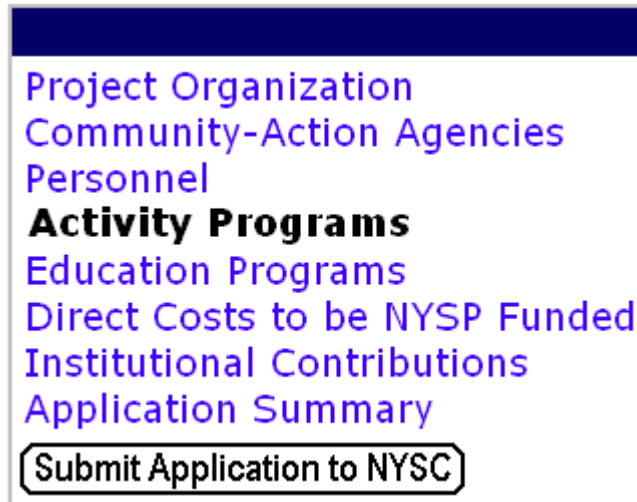 Project Organization
Community-Action Agencies
Personnel
Activity Programs
Education Programs
Direct Costs to be NYSP Funded
Institutional Contributions
Application Summary
Submit Application to NYSC